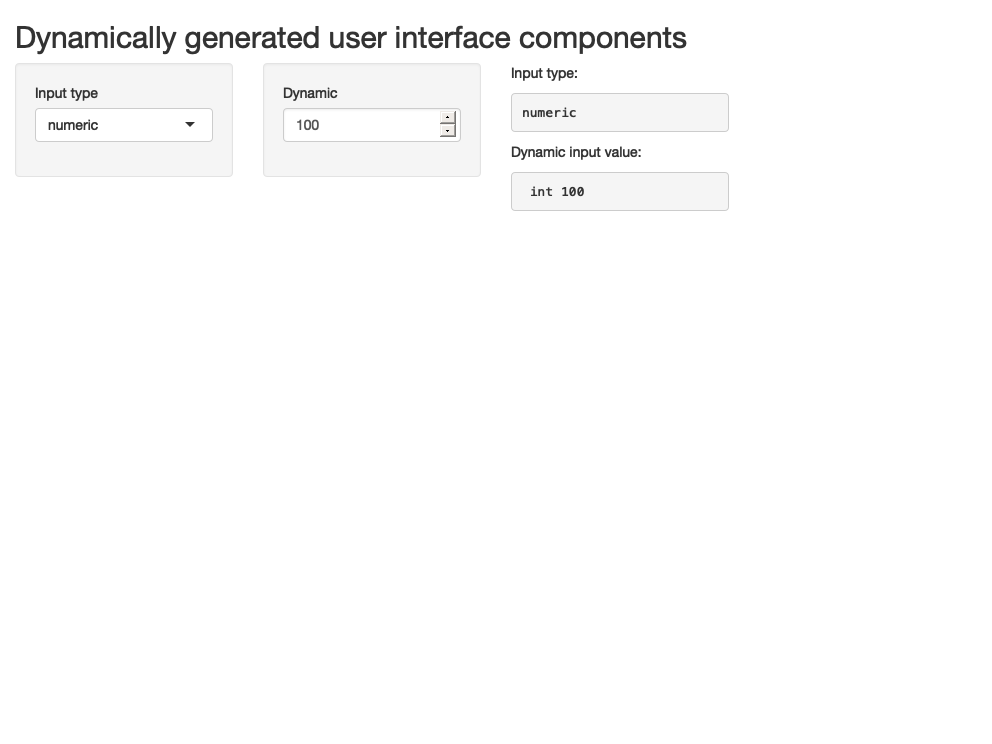 Dynamically generated user interface components
Input type
numeric
Dynamic
100
Input type:
numeric
Dynamic input value:
int 100